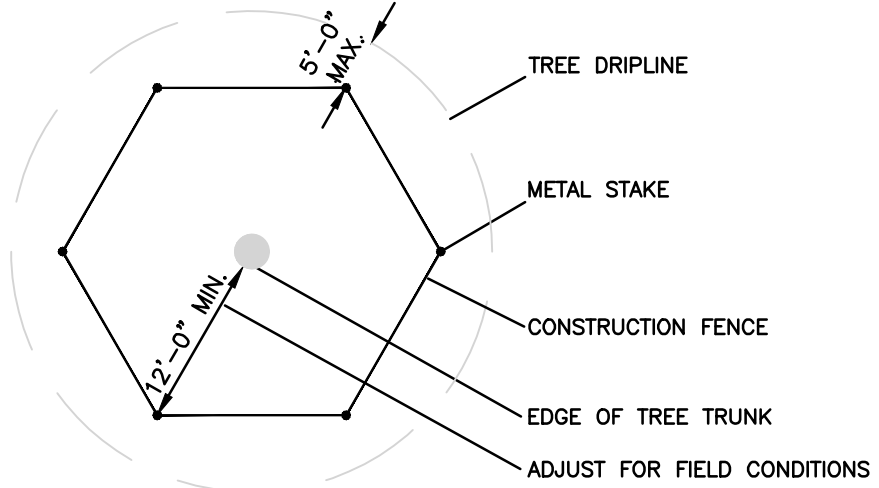 5'-0"
MAX.
TREE DRIPLINE
METAL STAKE
12'-0" MIN.
CONSTRUCTION FENCE
EDGE OF TREE TRUNK
ADJUST FOR FIELD CONDITIONS